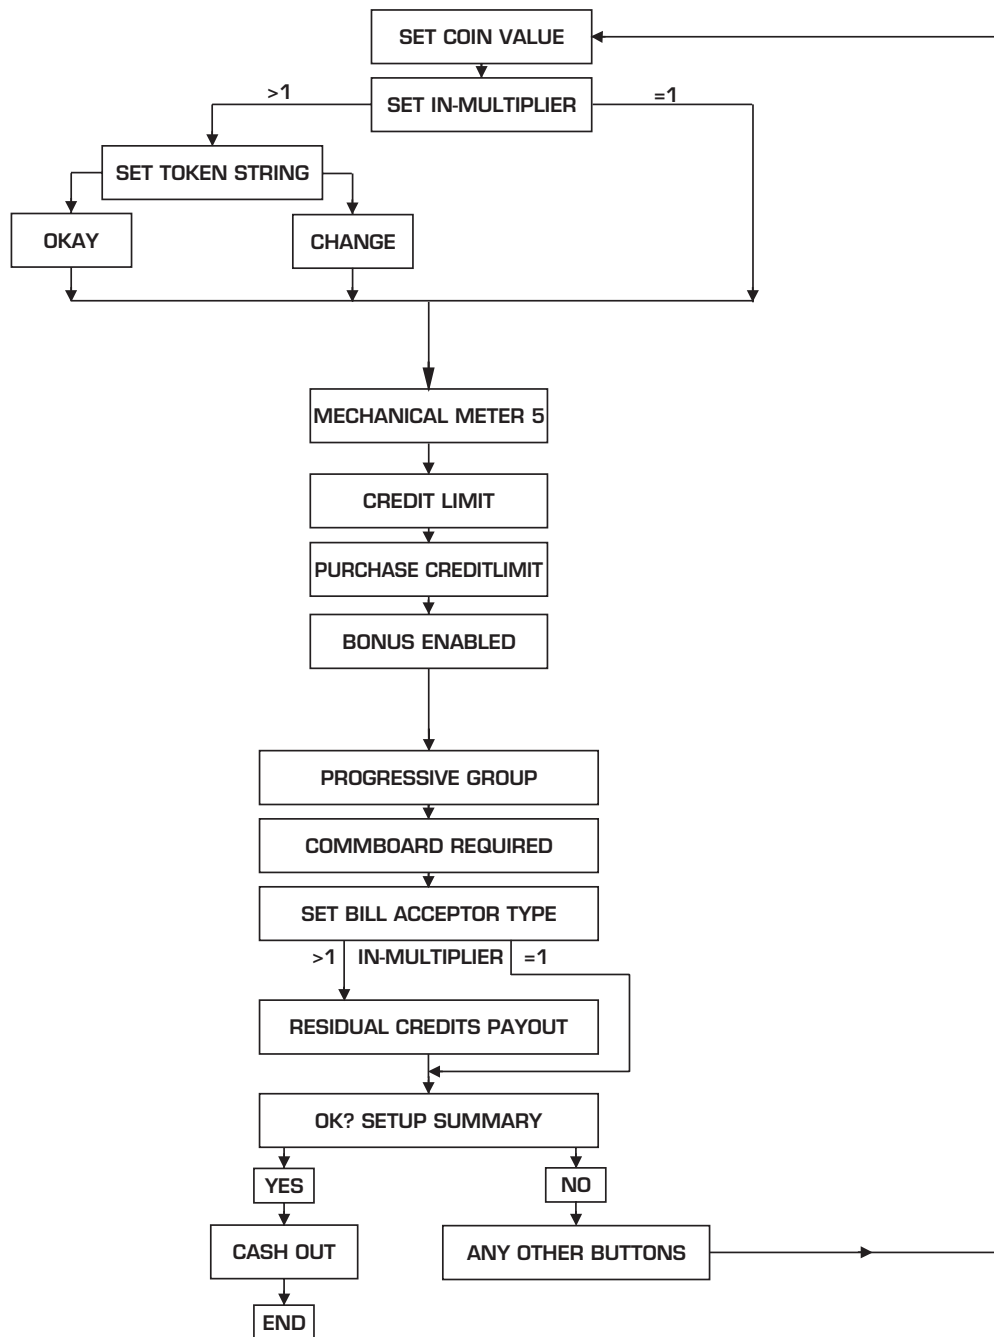 SET COIN VALUE
>1
SET IN-MULTIPLIER
=1
SET TOKEN STRING
OKAY
CHANGE
MECHANICAL METER 5
CREDIT LIMIT
PURCHASE CREDITLIMIT
BONUS ENABLED
PROGRESSIVE GROUP
COMMBOARD REQUIRED
SET BILL ACCEPTOR TYPE
>1 IN-MULTIPLIER =1
RESIDUAL CREDITS PAYOUT
OK? SETUP SUMMARY
YES
NO
CASH OUT
ANY OTHER BUTTONS
END